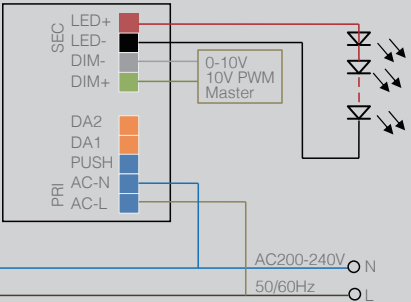 SEC
LED+
LED-
DIM-
DIM+
0-10V
10V PWM
Master
PRI
DA2
DA1
PUSH
AC-N
AC-L
AC200-240V
N
50/60Hz
L